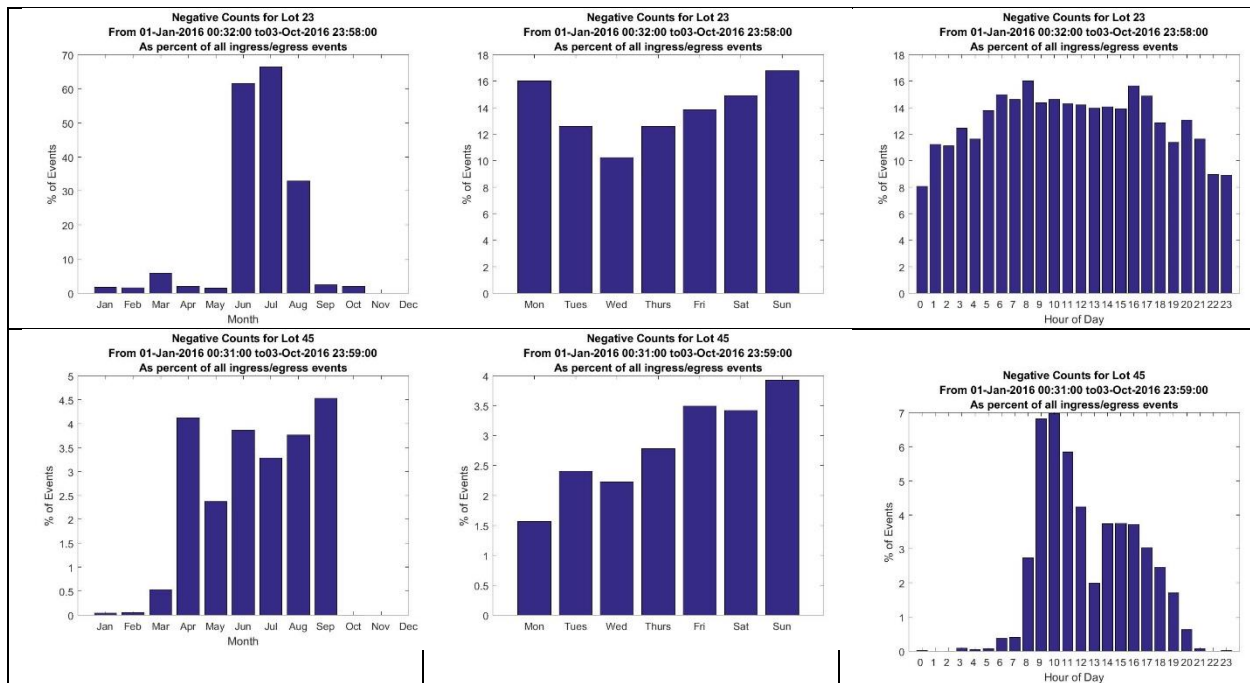 Negative Counts for Lot 23
From 01-Jan-2016 00:32:00 to03-Oct-2016 23:58:00
As percent of all ingress/egress events
70
60
50
40
30
20
10
0
% of Events
Jan Feb Mar Apr May Jun Jul Aug Sep Oct Nov Dec
Month
Negative Counts for Lot 23
From 01-Jan-2016 00:32:00 to03-Oct-2016 23:58:00
As percent of all ingress/egress events
18
16
14
12
10
8
6
4
2
0
% of Events
Mon Tues Wed Thurs Fri Sat Sun
Negative Counts for Lot 23
From 01-Jan-2016 00:32:00 to03-Oct-2016 23:58:00
As percent of all ingress/egress events
18
16
14
12
10
8
6
4
2
0
% of Events
0 1 2 3 4 5 6 7 8 9 10 11 12 13 14 15 16 17 18 19 20 21 22 23
Hour of Day
Negative Counts for Lot 45
From 01-Jan-2016 00:31:00 to03-Oct-2016 23:59:00
As percent of all ingress/egress events
5
4.5
4
3.5
3
2.5
2
1.5
1
0.5
0
% of Events
Jan Feb Mar Apr May Jun Jul Aug Sep Oct Nov Dec
Month
Negative Counts for Lot 45
From 01-Jan-2016 00:31:00 to03-Oct-2016 23:59:00
As percent of all ingress/egress events
4
3.5
3
2.5
2
1.5
1
0.5
0
% of Events
Mon Tues Wed Thurs Fri Sat Sun
Negative Counts for Lot 45
From 01-Jan-2016 00:31:00 to03-Oct-2016 23:59:00
As percent of all ingress/egress events
7
6
5
4
3
2
1
0
% of Events
0 1 2 3 4 5 6 7 8 9 10 11 12 13 14 15 16 17 18 19 20 21 22 23
Hour of Day